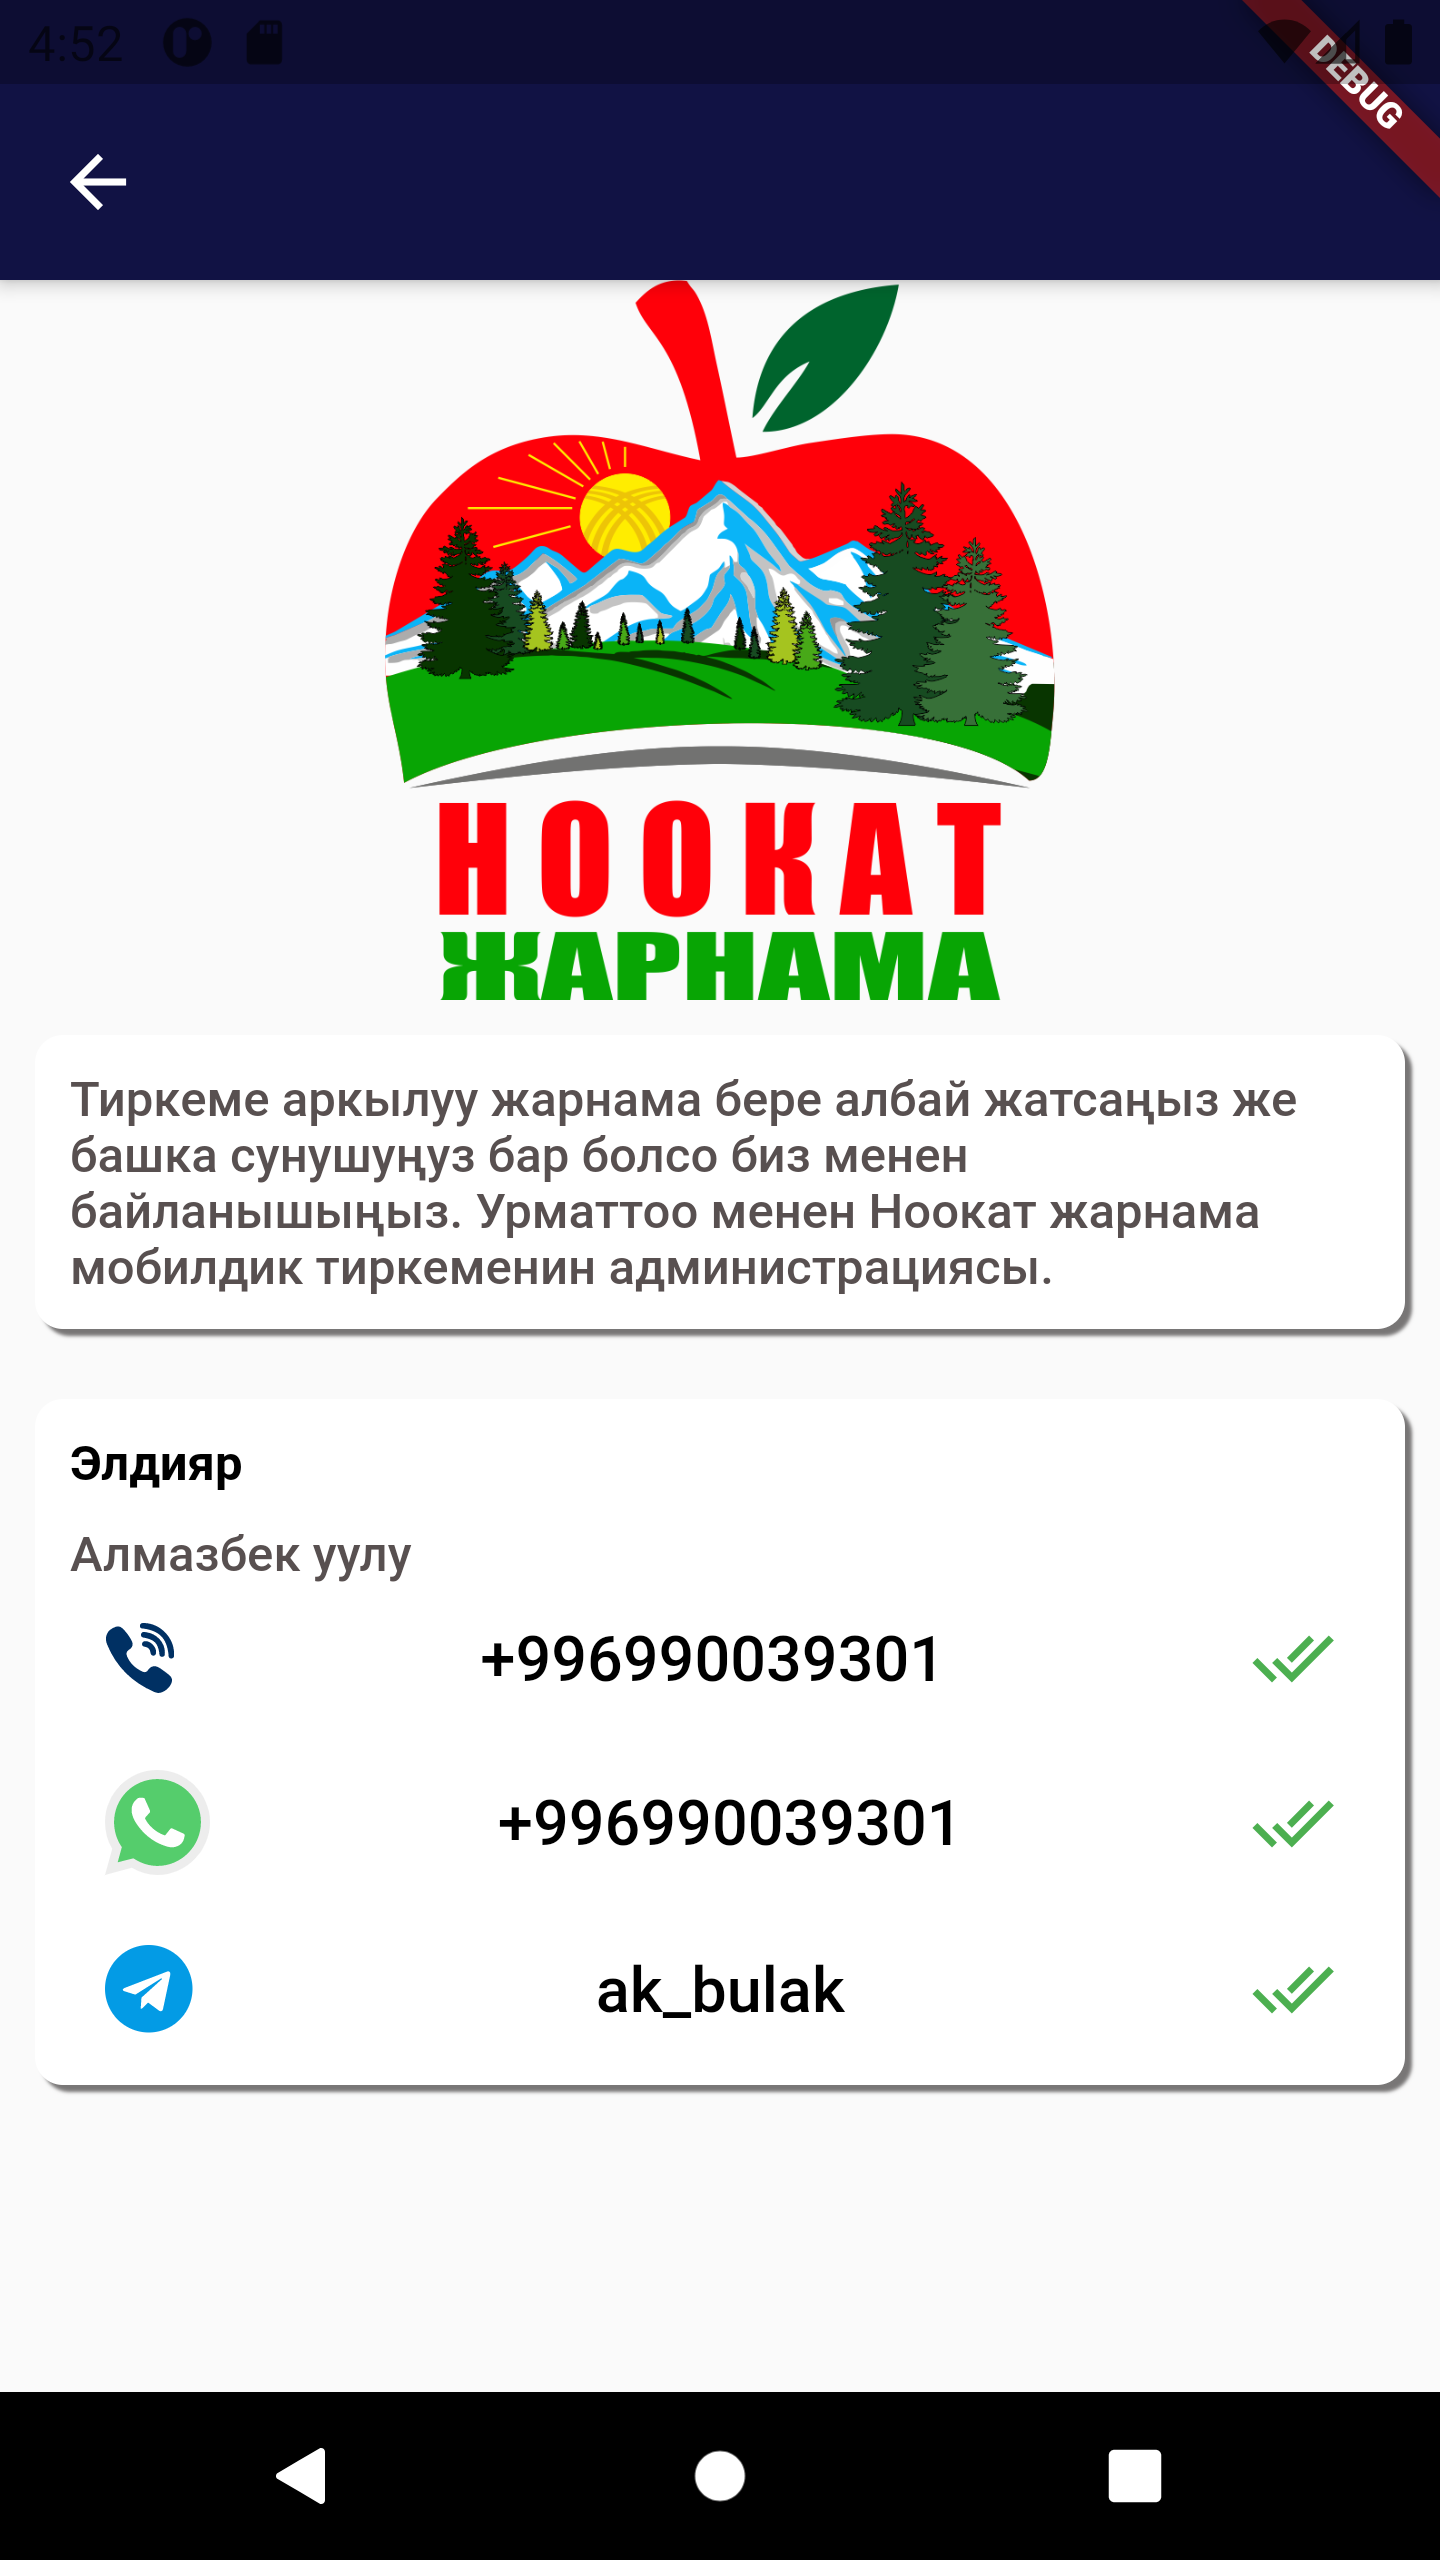 4:52
DEBUG
НООКАТ
ЖАРНАМА
Тиркеме аркылуу жарнама бере албай жатсаңыз же
башка сунушуңуз бар болсо биз менен
байланышыңыз. Урматтоо менен Ноокат жарнама
мобилдик тиркеменин администрациясы.
Элдияр
Алмазбек уулу
+996990039301
+996990039301
ak_bulak